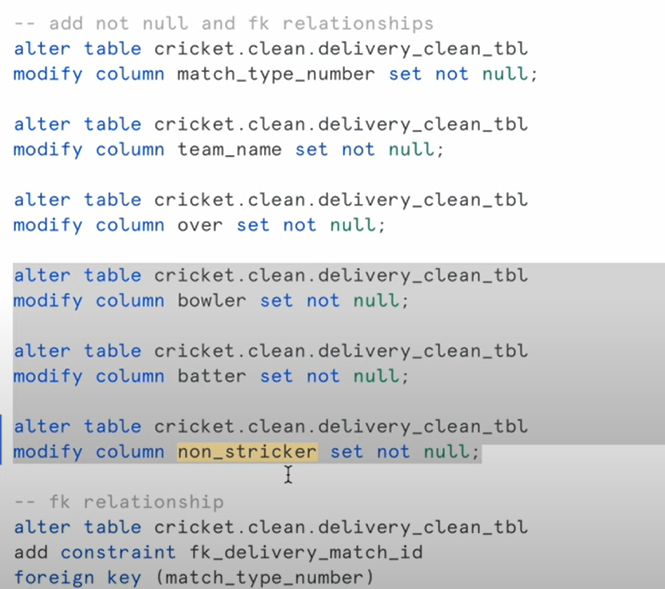 -- add not null and fk relationships
alter table cricket.clean.delivery_clean_tbl
modify column match_type_number set not null;
alter table cricket.clean.delivery_clean_tbl
modify column team_name set not null;
alter table cricket.clean.delivery_clean_tbl
modify column over set not null;
alter table cricket.clean.delivery_clean_tbl
modify column bowler set not null;
alter table cricket.clean.delivery_clean_tbl
modify column batter set not null;
alter table cricket.clean.delivery_clean_tbl
modify column non_stricker set not null;
-- fk relationship
alter table cricket.clean.delivery_clean_tbl
add constraint fk_delivery_match_id
foreign key (match_type_number)